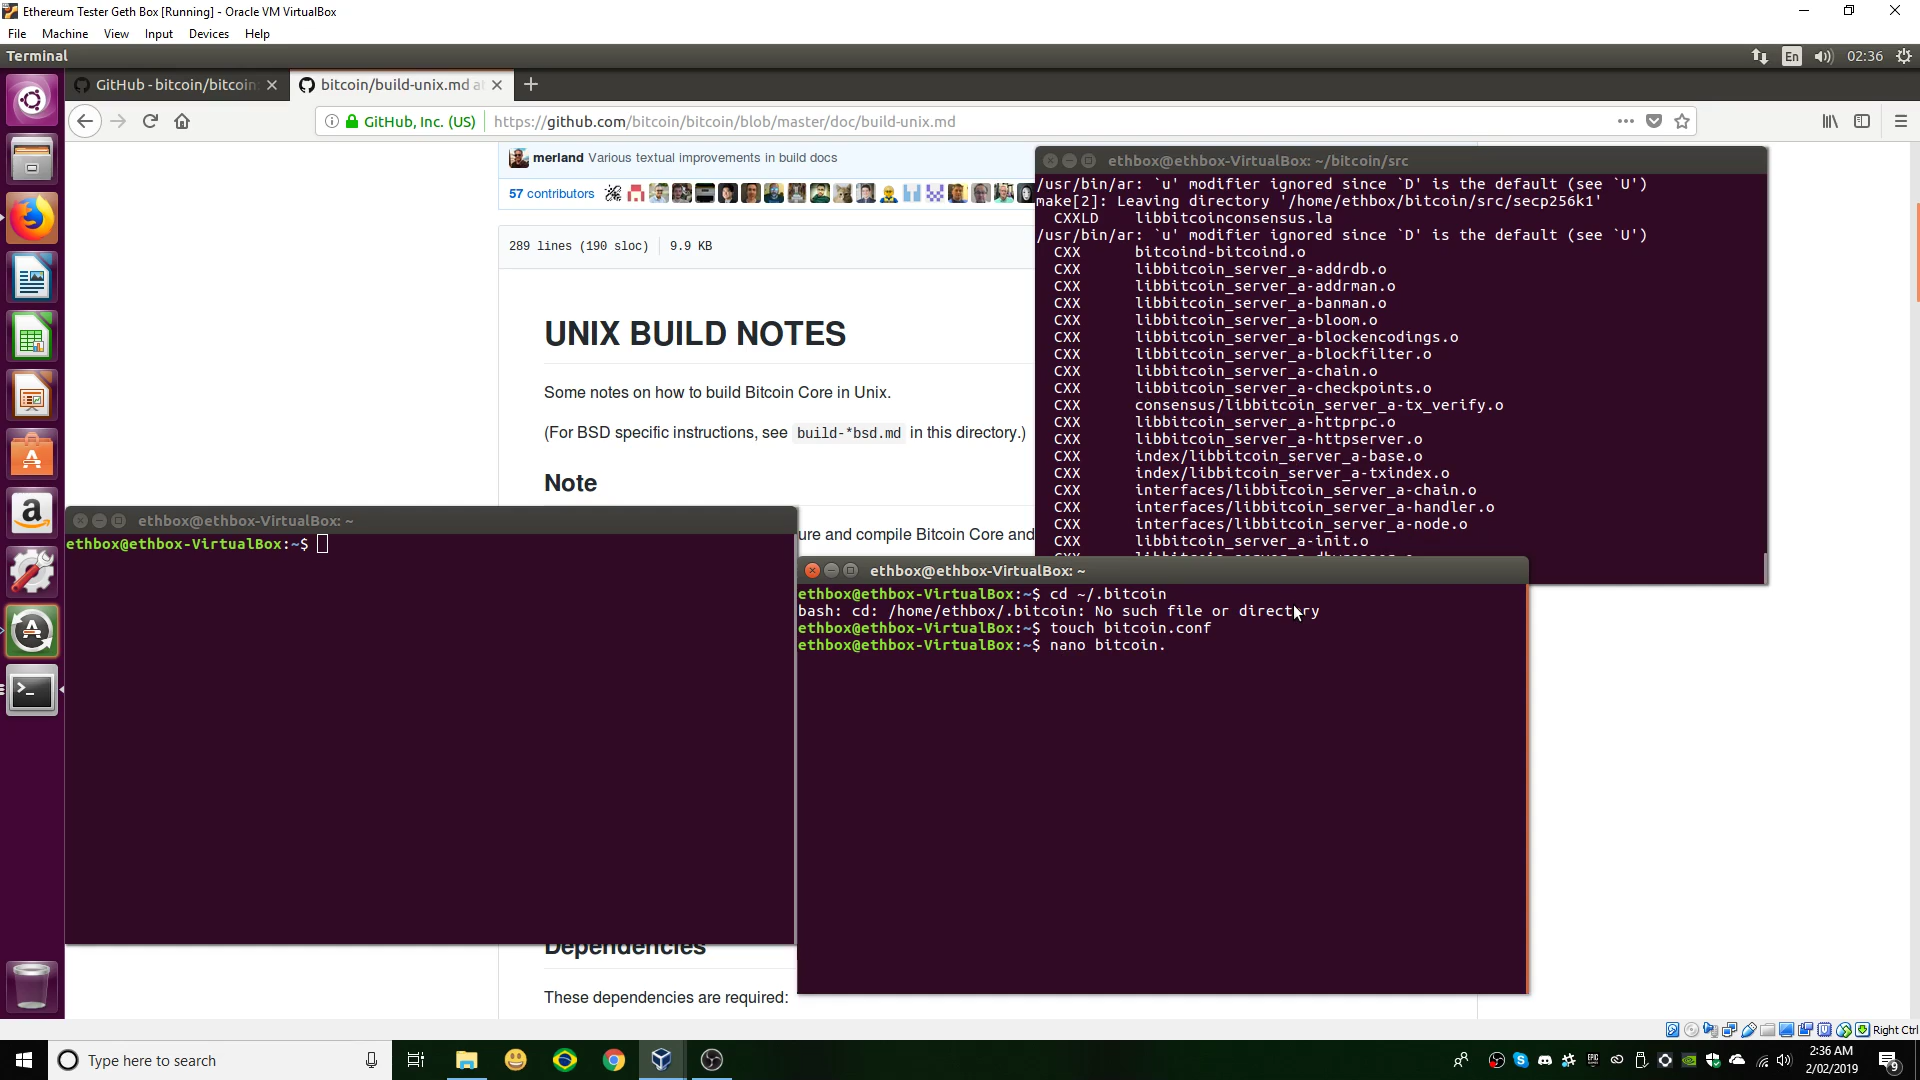 Ethereum Tester Geth Box [Running] - Oracle VM VirtualBox
File Machine View Input Devices Help
Terminal
En
02:36
GitHub - bitcoin/bitcoin:
bitcoin/build-unix.md at
GitHub, Inc. (US)
https://github.com/bitcoin/bitcoin/blob/master/doc/build-unix.md
merland Various textual improvements in build docs
57 contributors
289 lines (190 sloc)
9.9 KB
UNIX BUILD NOTES
Some notes on how to build Bitcoin Core in Unix.
(For BSD specific instructions, see build-*bsd.md in this directory.)
Note
ure and compile Bitcoin Core and
Dependencies
These dependencies are required:
ethbox@ethbox-VirtualBox: ~/bitcoin/src
/usr/bin/ar: `u' modifier ignored since `D' is the default (see `U')
make[2]: Leaving directory '/home/ethbox/bitcoin/src/secp256k1'
CXXLD libbitcoinconsensus.la
/usr/bin/ar: `u' modifier ignored since `D' is the default (see `U')
CXX bitcoind-bitcoind.o
CXX libbitcoin_server_a-addrdb.o
CXX libbitcoin_server_a-addrman.o
CXX libbitcoin_server_a-banman.o
CXX libbitcoin_server_a-bloom.o
CXX libbitcoin_server_a-blockencodings.o
CXX libbitcoin_server_a-blockfilter.o
CXX libbitcoin_server_a-chain.o
CXX libbitcoin_server_a-checkpoints.o
CXX consensus/libbitcoin_server_a-tx_verify.o
CXX libbitcoin_server_a-httprpc.o
CXX libbitcoin_server_a-httpserver.o
CXX index/libbitcoin_server_a-base.o
CXX index/libbitcoin_server_a-txindex.o
CXX interfaces/libbitcoin_server_a-chain.o
CXX interfaces/libbitcoin_server_a-handler.o
CXX interfaces/libbitcoin_server_a-node.o
CXX libbitcoin_server_a-init.o
ethbox@ethbox-VirtualBox: ~
ethbox@ethbox-VirtualBox:~$
ethbox@ethbox-VirtualBox: ~
ethbox@ethbox-VirtualBox:~$ cd ~/.bitcoin
bash: cd: /home/ethbox/.bitcoin: No such file or directory
ethbox@ethbox-VirtualBox:~$ touch bitcoin.conf
ethbox@ethbox-VirtualBox:~$ nano bitcoin.
Right Ctrl
Type here to search
2:36 AM
2/02/2019
9